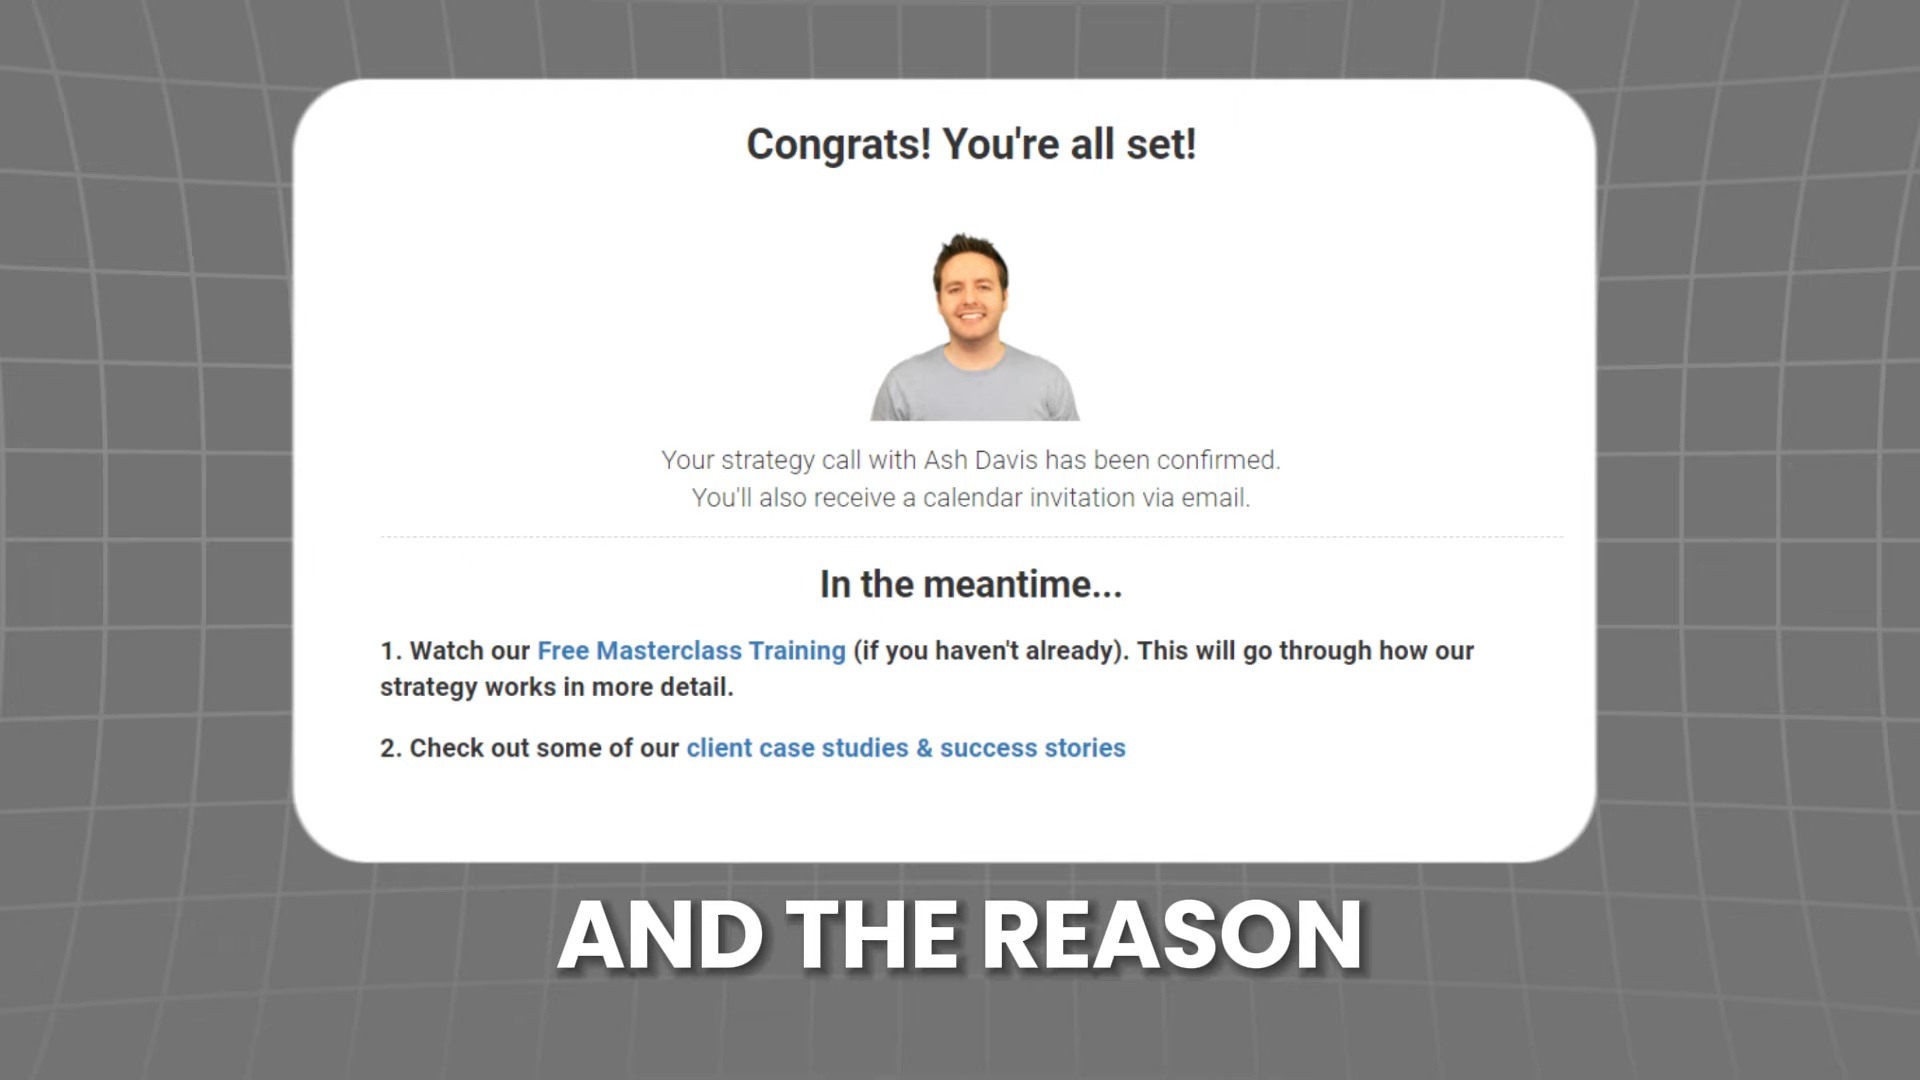 Congrats! You're all set!
Your strategy call with Ash Davis has been confirmed.
You'll also receive a calendar invitation via email.
In the meantime...
1. Watch our Free Masterclass Training (if you haven't already). This will go through how our
strategy works in more detail.
2. Check out some of our client case studies & success stories
AND THE REASON